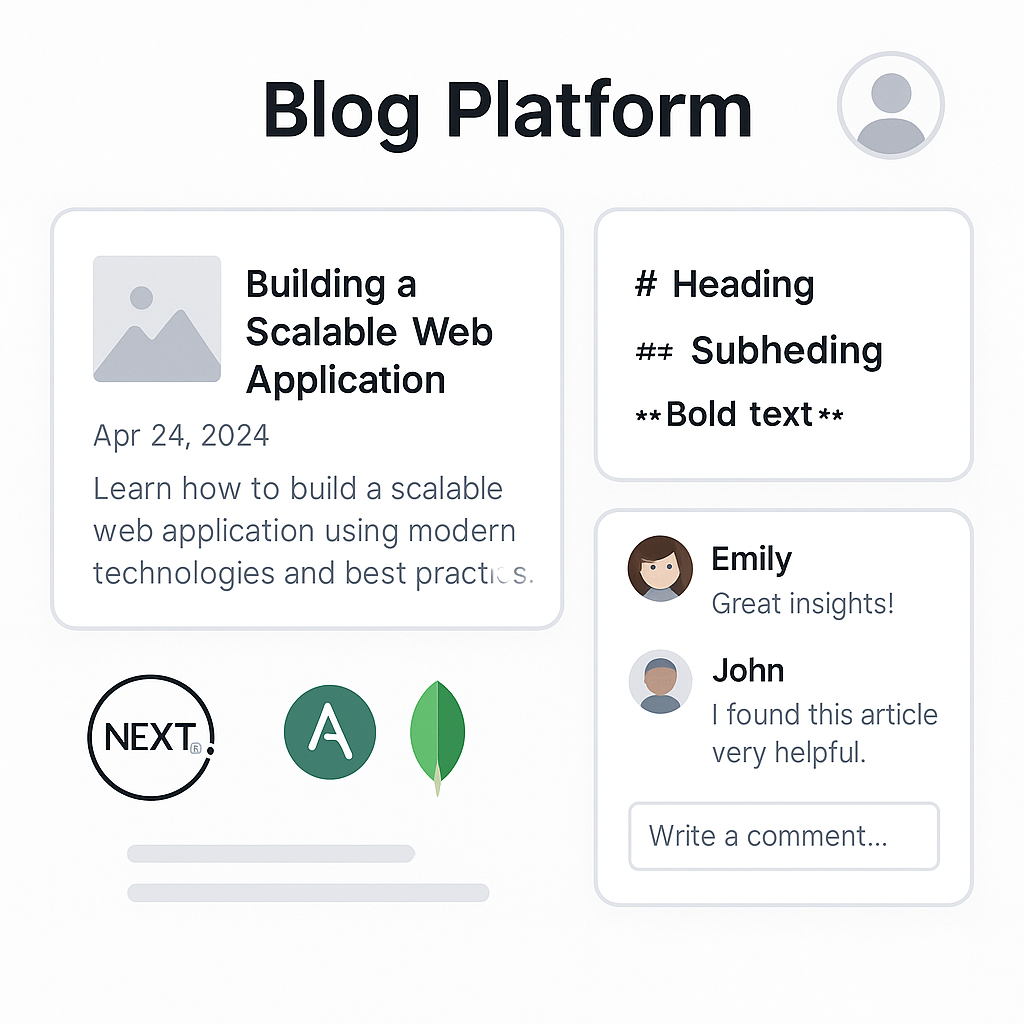 Blog Platform
Building a
Scalable Web
Application
Apr 24, 2024
Learn how to build a scalable
web application using modern
technologies and best
# Heading
## Subheding
**Bold text**
Emily
Great insights!
John
I found this article
very helpful.
Write a comment...
NEXT.
A